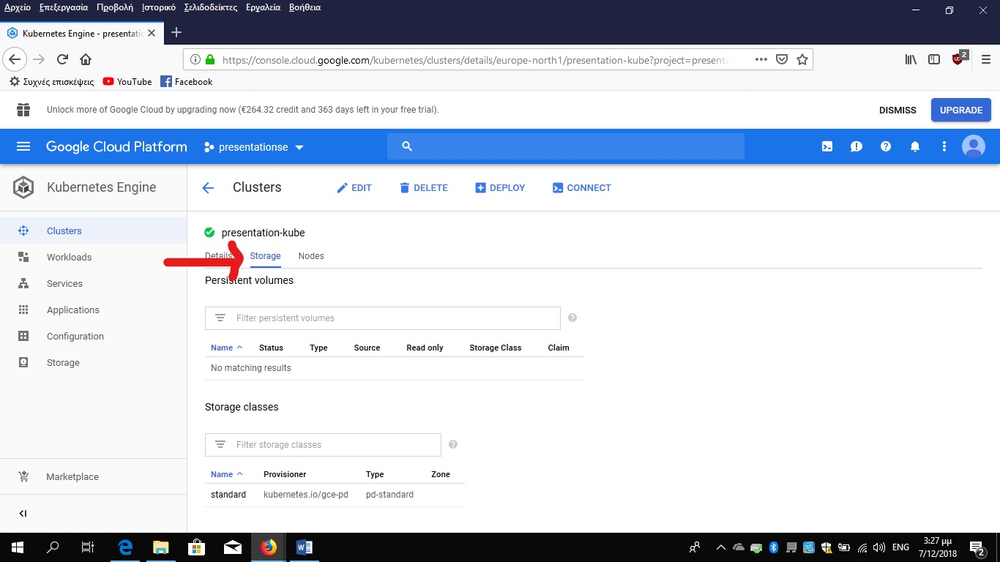 Αρχείο Επεξεργασία Προβολή Ιστορικό Σελιδοδείκτες Εργαλεία Βοήθεια
Kubernetes Engine - presentati
https://console.cloud.google.com/kubernetes/clusters/details/europe-north1/presentation-kube?project=present
2
Συχνές επισκέψεις YouTube Facebook
Unlock more of Google Cloud by upgrading now (€264.32 credit and 363 days left in your free trial).
DISMISS UPGRADE
Google Cloud Platform presentationse
Kubernetes Engine
Clusters EDIT DELETE DEPLOY CONNECT
Clusters
Workloads
Services
Applications
Configuration
Storage
Marketplace
presentation-kube
Details Storage Nodes
Persistent volumes
Filter persistent volumes
Name Status Type Source Read only Storage Class Claim
No matching results
Storage classes
Filter storage classes
Name Provisioner Type Zone
standard kubernetes.io/gce-pd pd-standard
ENG
3:27 μμ
7/12/2018
2